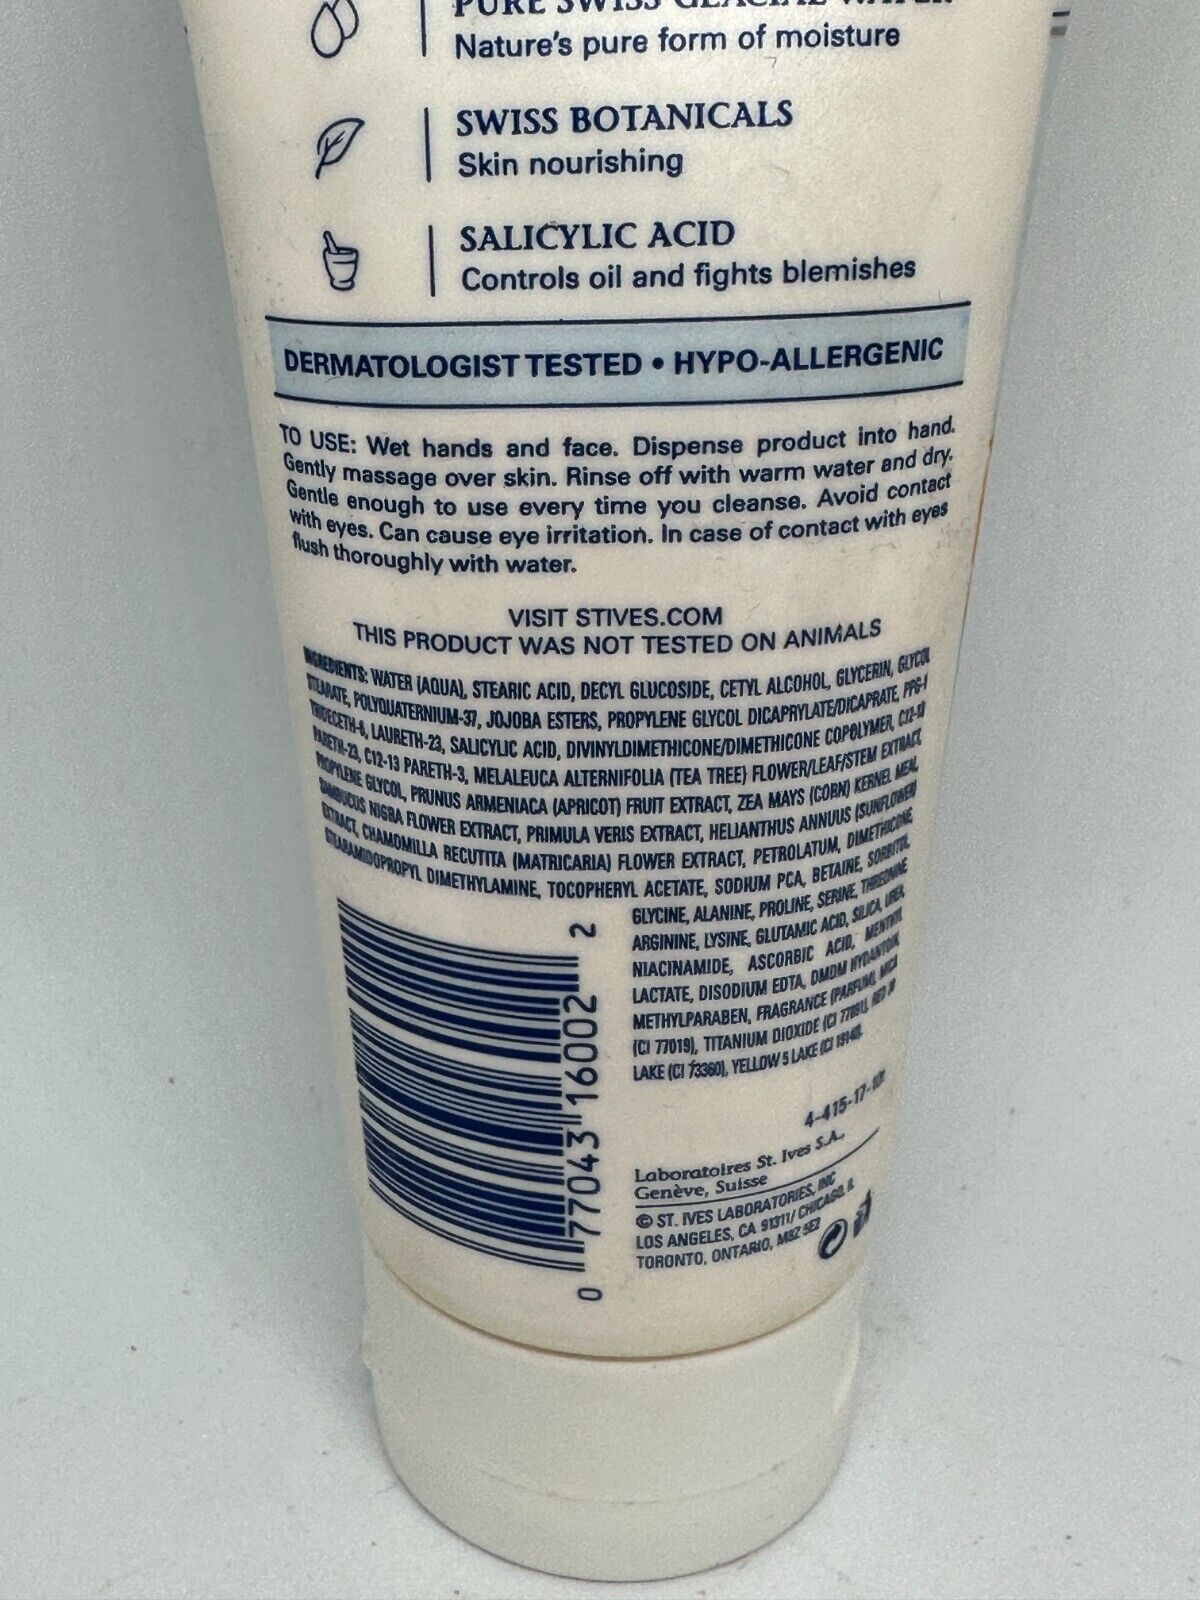 PURE SWISS GLACIAL WATER
Nature's pure form of moisture
SWISS BOTANICALS
Skin nourishing
SALICYLIC ACID
Controls oil and fights blemishes
DERMATOLOGIST TESTED • HYPO-ALLERGENIC
TO USE: Wet hands and face. Dispense product into hand.
Gently massage over skin. Rinse off with warm water and dry.
Gentle enough to use every time you cleanse. Avoid contact
with eyes. Can cause eye irritation. In case of contact with eyes
flush thoroughly with water.
VISIT STIVES.COM
THIS PRODUCT WAS NOT TESTED ON ANIMALS
INGREDIENTS: WATER (AQUA), STEARIC ACID, DECYL GLUCOSIDE, CETYL ALCOHOL, GLYCERIN, GLYCOL
STEARATE, POLYQUATERNIUM-37, JOJOBA ESTERS, PROPYLENE GLYCOL DICAPRYLATE/DICAPRATE, PPG-1
TRIDECETH-6, LAURETH-23, SALICYLIC ACID, DIVINYLDIMETHICONE/DIMETHICONE COPOLYMER, C12-13
PARETH-23, C12-13 PARETH-3, MELALEUCA ALTERNIFOLIA (TEA TREE) FLOWER/LEAF/STEM EXTRACT,
PROPYLENE GLYCOL, PRUNUS ARMENIACA (APRICOT) FRUIT EXTRACT, ZEA MAYS (CORN) KERNEL MEAL,
SAMBUCUS NIGRA FLOWER EXTRACT, PRIMULA VERIS EXTRACT, HELIANTHUS ANNUUS (SUNFLOWER)
EXTRACT, CHAMOMILLA RECUTITA (MATRICARIA) FLOWER EXTRACT, PETROLATUM, DIMETHICONE
STEARAMIDOPROPYL DIMETHYLAMINE, TOCOPHERYL ACETATE, SODIUM PCA, BETAINE, SORBITOL,
GLYCINE, ALANINE, PROLINE, SERINE, THREONINE
ARGININE, LYSINE, GLUTAMIC ACID, SILICA, UREA,
NIACINAMIDE, ASCORBIC ACID, MENTHYL
LACTATE, DISODIUM EDTA, DMDM HYDANTOIN,
METHYLPARABEN, FRAGRANCE (PARFUM), MICA
(CI 77019), TITANIUM DIOXIDE (CI 77891), RED 30
LAKE (CI 73360), YELLOW 5 LAKE (CI 19140).
0 77043 16002 2
4-415-17-
Laboratoires St. Ives S.A.,
Genève, Suisse
© ST. IVES LABORATORIES, INC
LOS ANGELES, CA 91311/ CHICAGO, IL
TORONTO, ONTARIO, M8Z 5E2